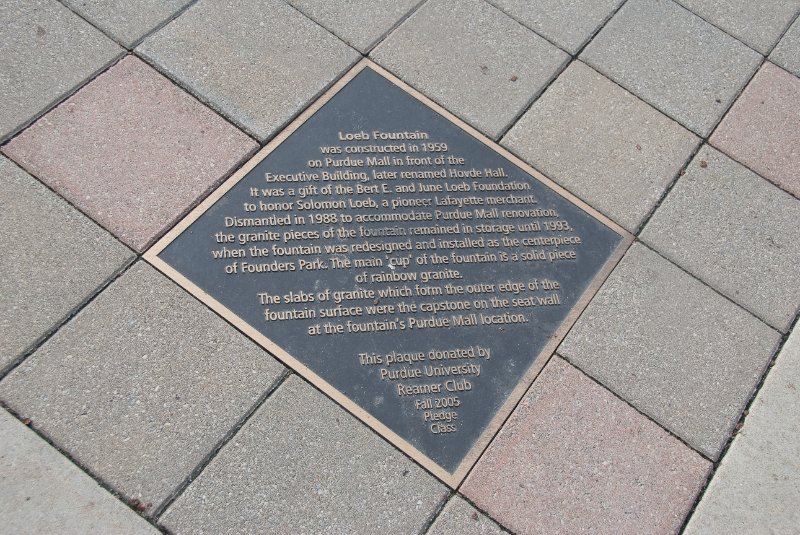 Loeb Fountain
was constructed in 1959
on Purdue Mall in front of the
Executive Building, later renamed Hovde Hall.
It was a gift of the Bert E. and June Loeb Foundation
to honor Solomon Loeb, a pioneer Lafayette merchant.
Dismantled in 1988 to accommodate Purdue Mall renovation,
the granite pieces of the fountain remained in storage until 1993,
when the fountain was redesigned and installed as the centerpiece
of Founders Park. The main 'cup' of the fountain is a solid piece
of rainbow granite.
The slabs of granite which form the outer edge of the
fountain surface were the capstone on the seat wall
at the fountain's Purdue Mall location.
This plaque donated by
Purdue University
Reamer Club
Fall 2005
Pledge
Class